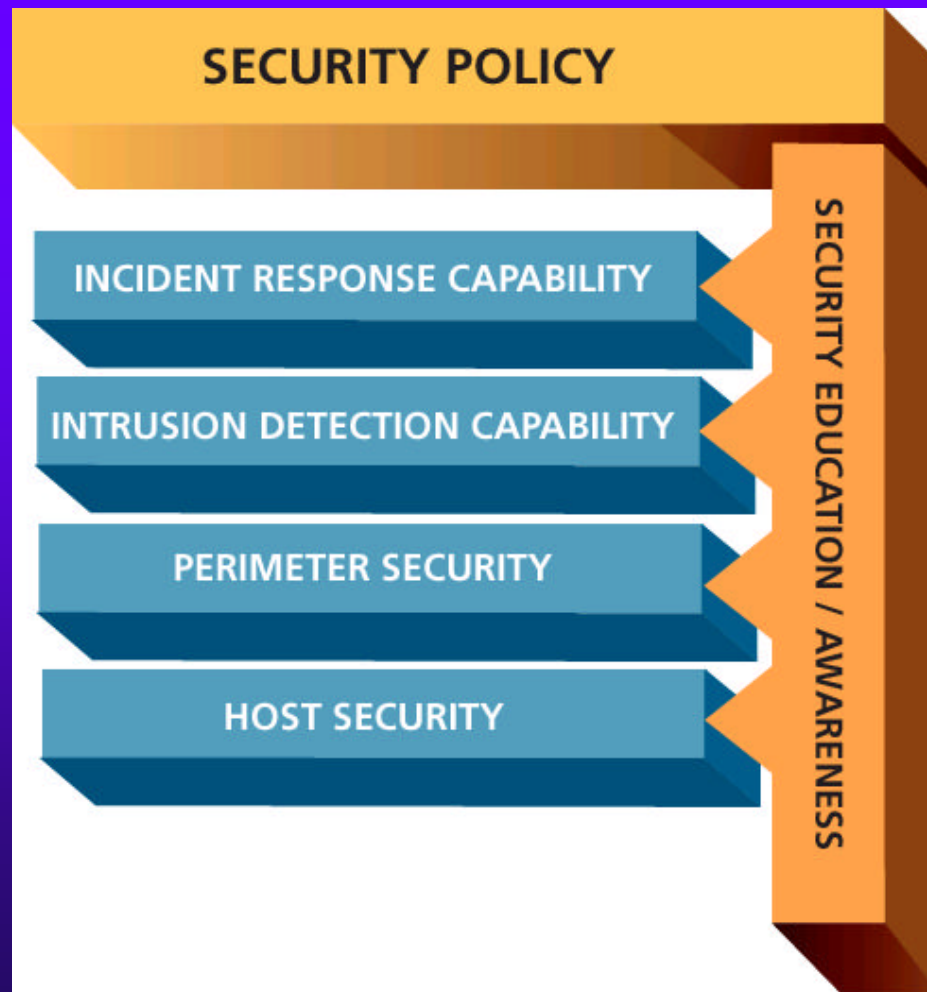 SECURITY POLICY
INCIDENT RESPONSE CAPABILITY
INTRUSION DETECTION CAPABILITY
PERIMETER SECURITY
HOST SECURITY
SECURITY EDUCATION / AWARENESS